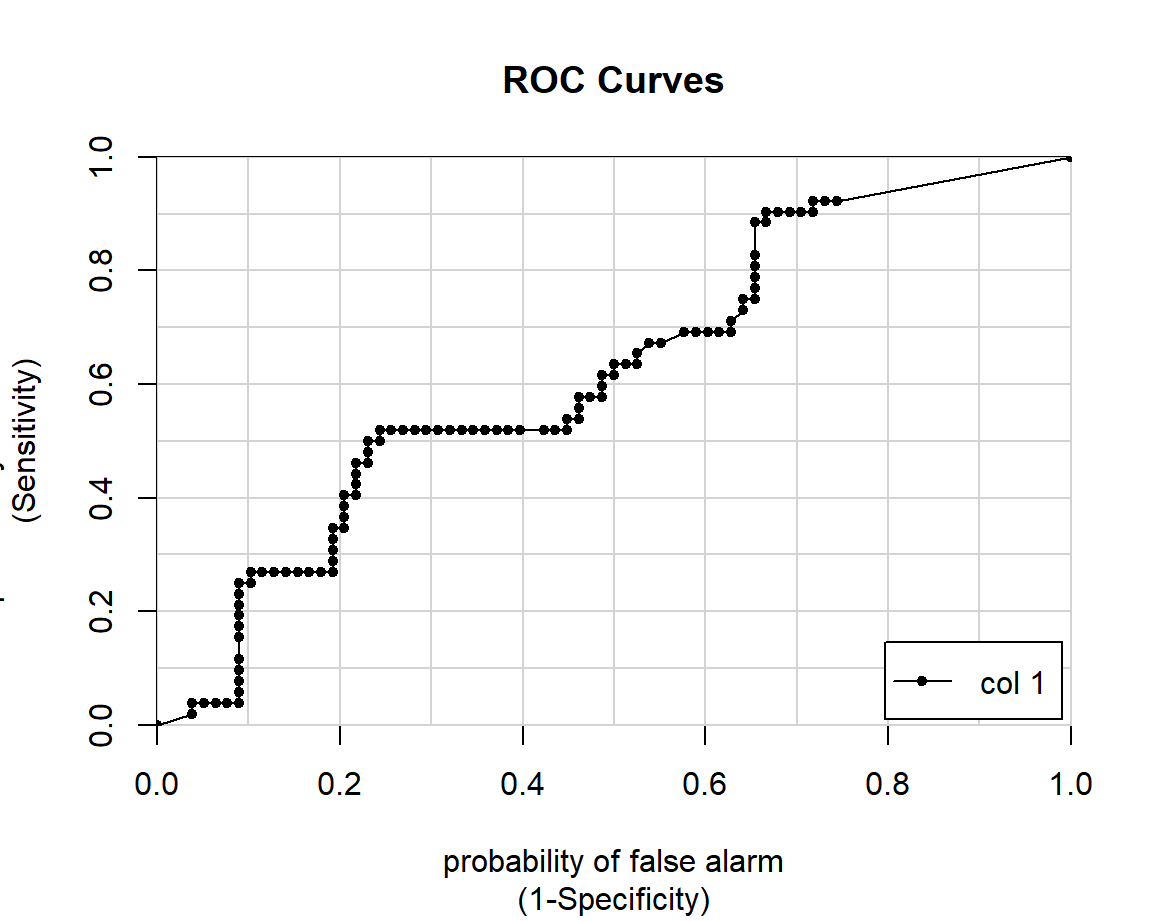 ROC Curves
(Sensitivity)
1.0
0.8
0.6
0.4
0.2
0.0
0.0 0.2 0.4 0.6 0.8 1.0
col 1
probability of false alarm
(1-Specificity)